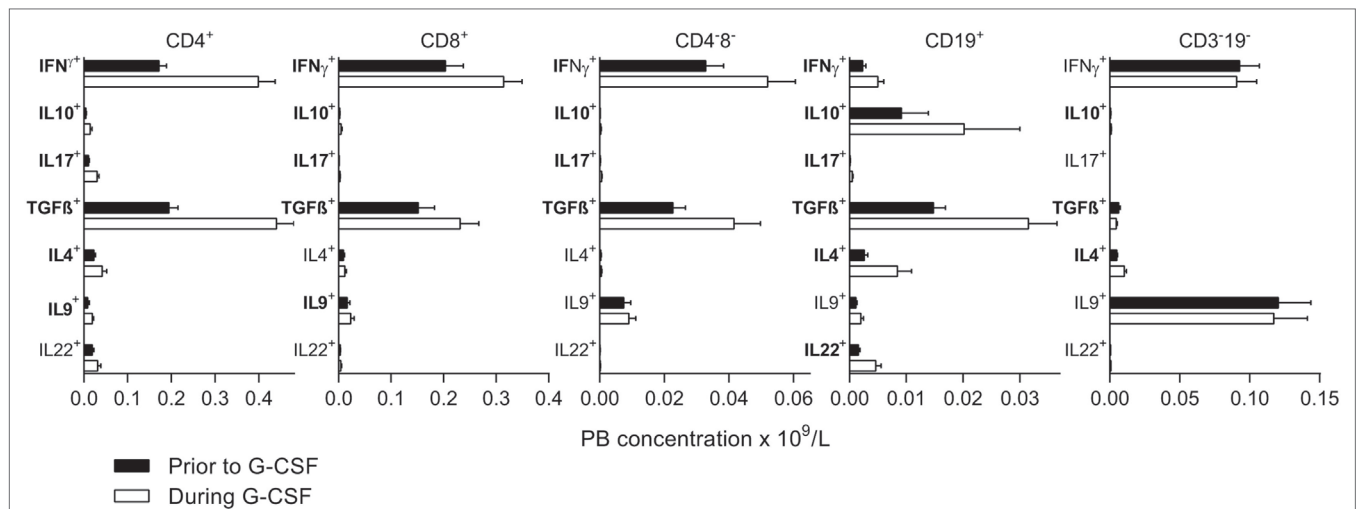 CD4⁺ CD8⁺ CD4⁻8⁻ CD19⁺ CD3⁻19⁻
IFNγ⁺ IFNγ⁺ IFNγ⁺ IFNγ⁺ IFNγ⁺
IL10⁺ IL10⁺ IL10⁺ IL10⁺ IL10⁺
IL17⁺ IL17⁺ IL17⁺ IL17⁺ IL17⁺
TGFß⁺ TGFß⁺ TGFß⁺ TGFß⁺ TGFß⁺
IL4⁺ IL4⁺ IL4⁺ IL4⁺ IL4⁺
IL9⁺ IL9⁺ IL9⁺ IL9⁺ IL9⁺
IL22⁺ IL22⁺ IL22⁺ IL22⁺ IL22⁺
0.0 0.1 0.2 0.3 0.4 0.0 0.1 0.2 0.3 0.4 0.00 0.02 0.04 0.06 0.00 0.01 0.02 0.03 0.00 0.05 0.10 0.15
PB concentration x 10⁹/L
Prior to G-CSF
During G-CSF